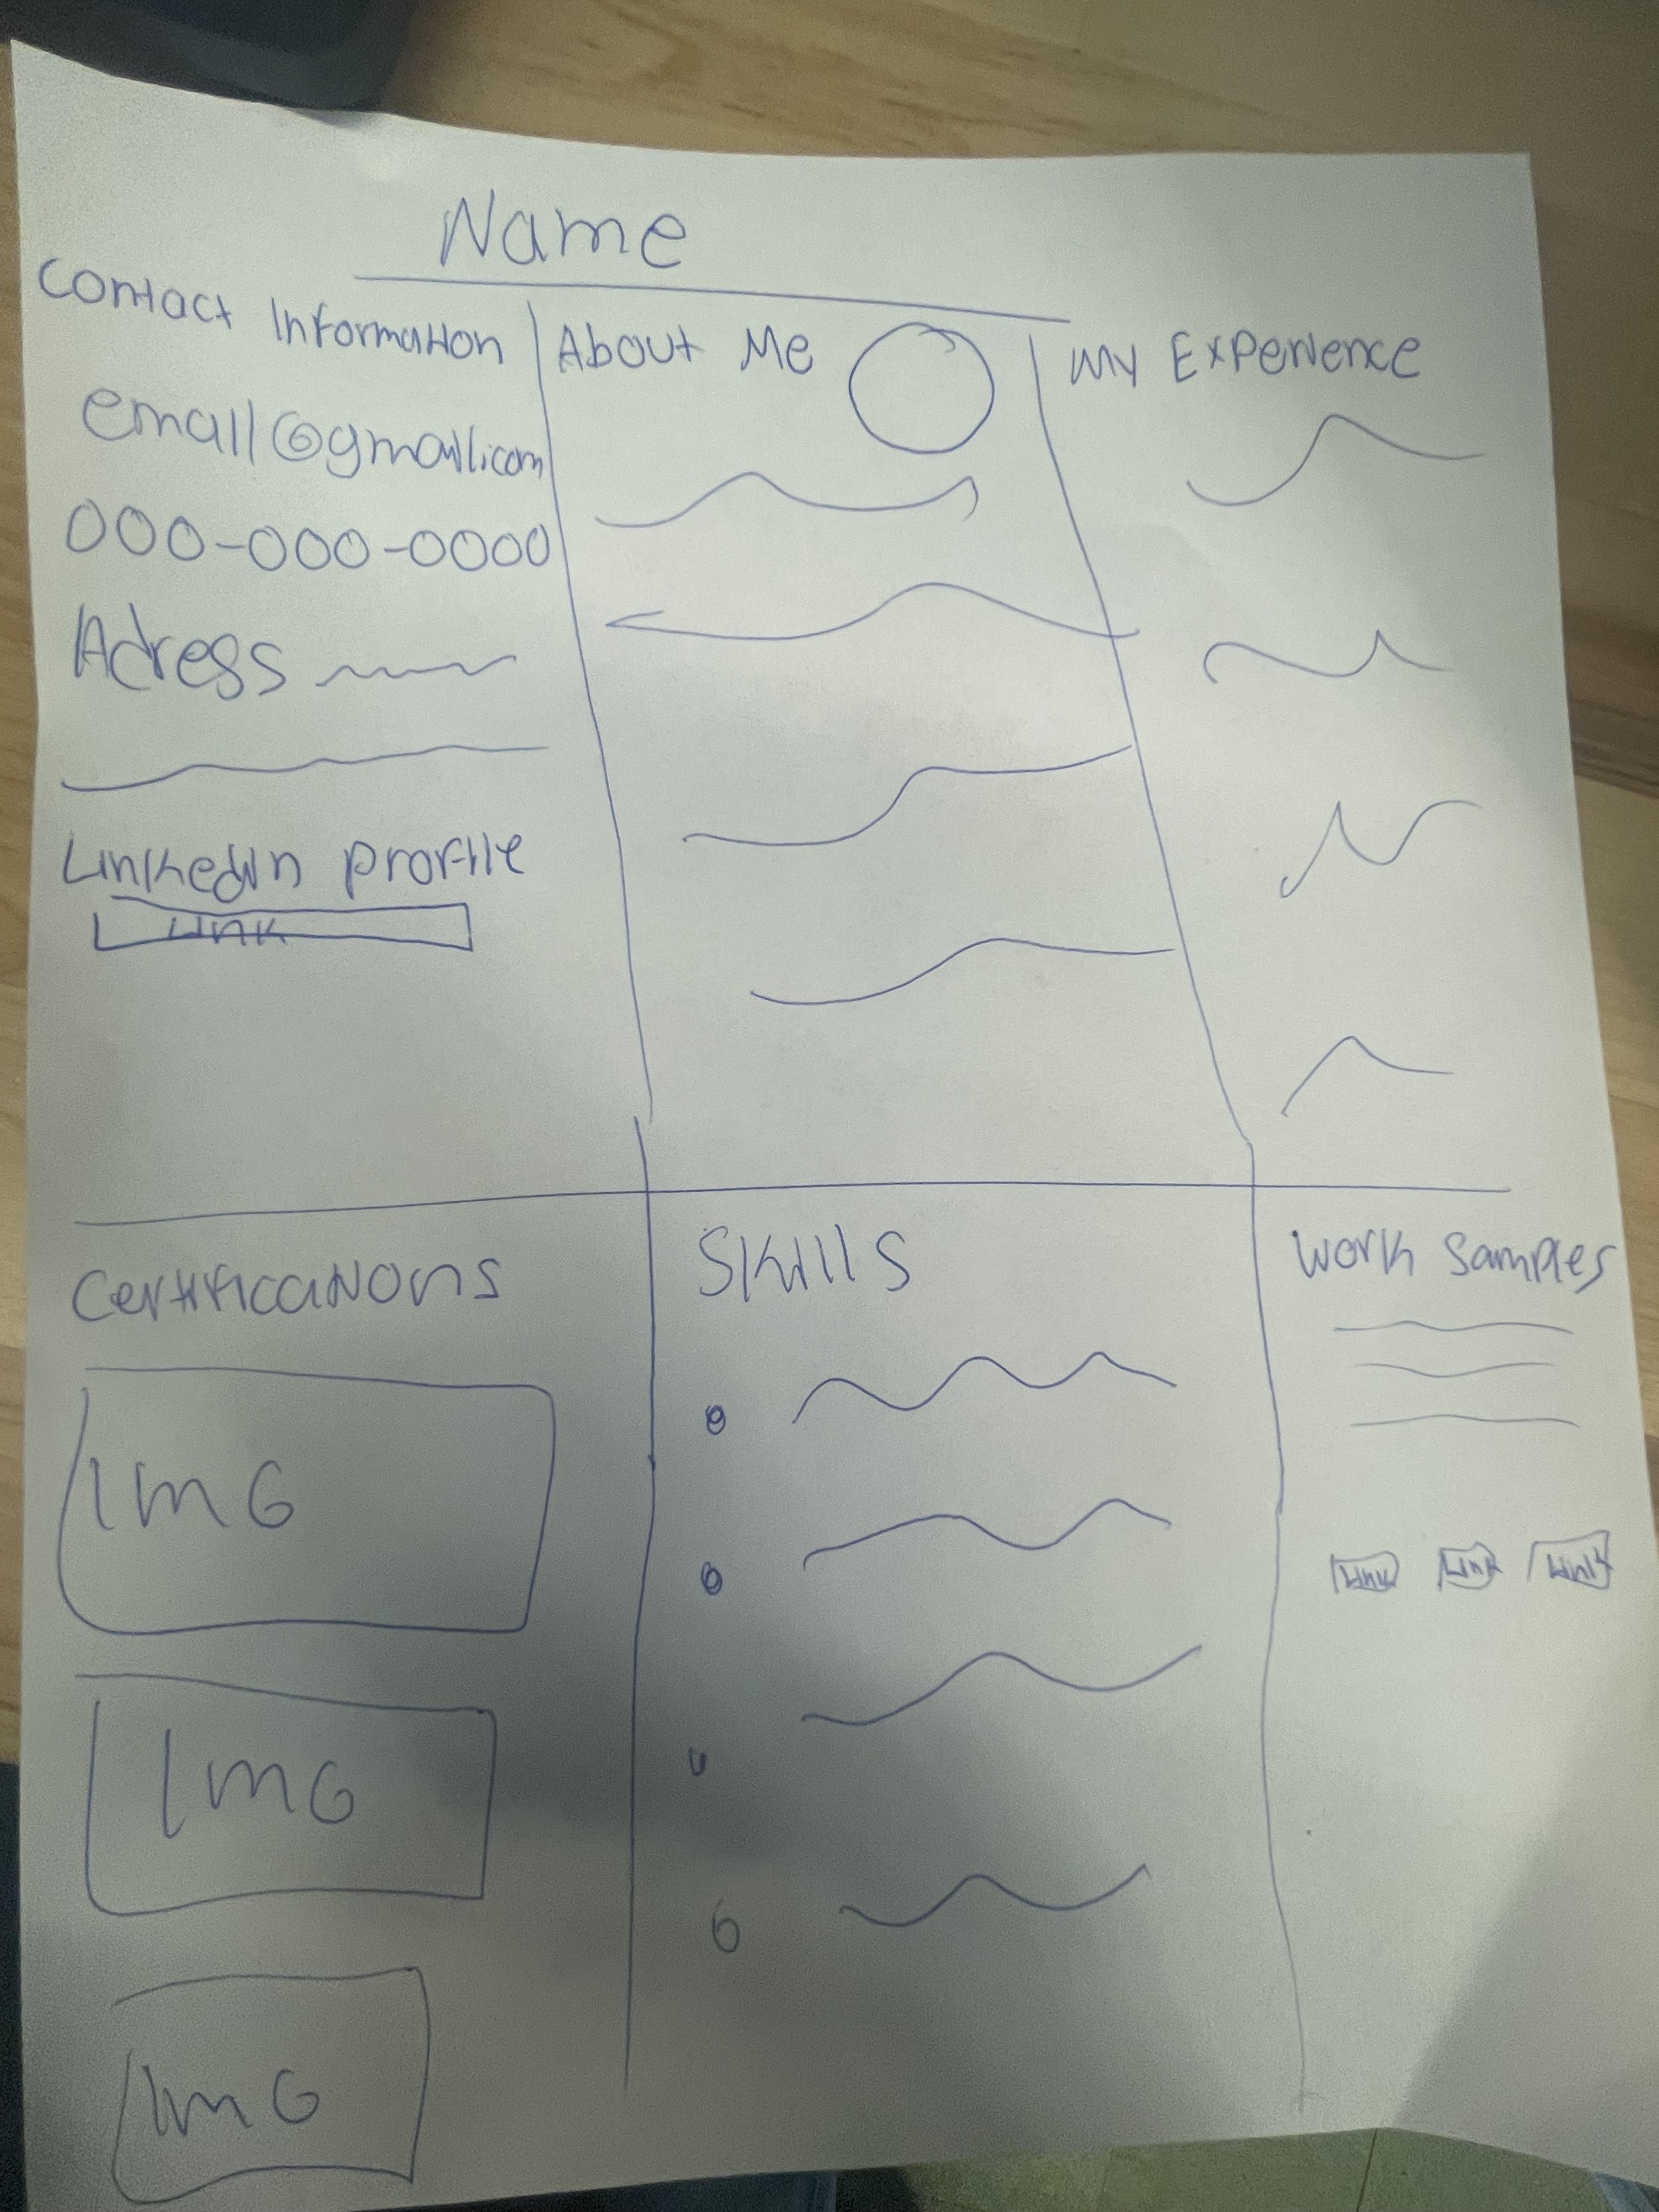 Name
Contact Information
email@gmail.com
000-000-0000
Adress
LinkedIn Profile
Link
About Me
My Experience
Certifications
IMG
IMG
IMG
Skills
Work Samples
Link Link Link